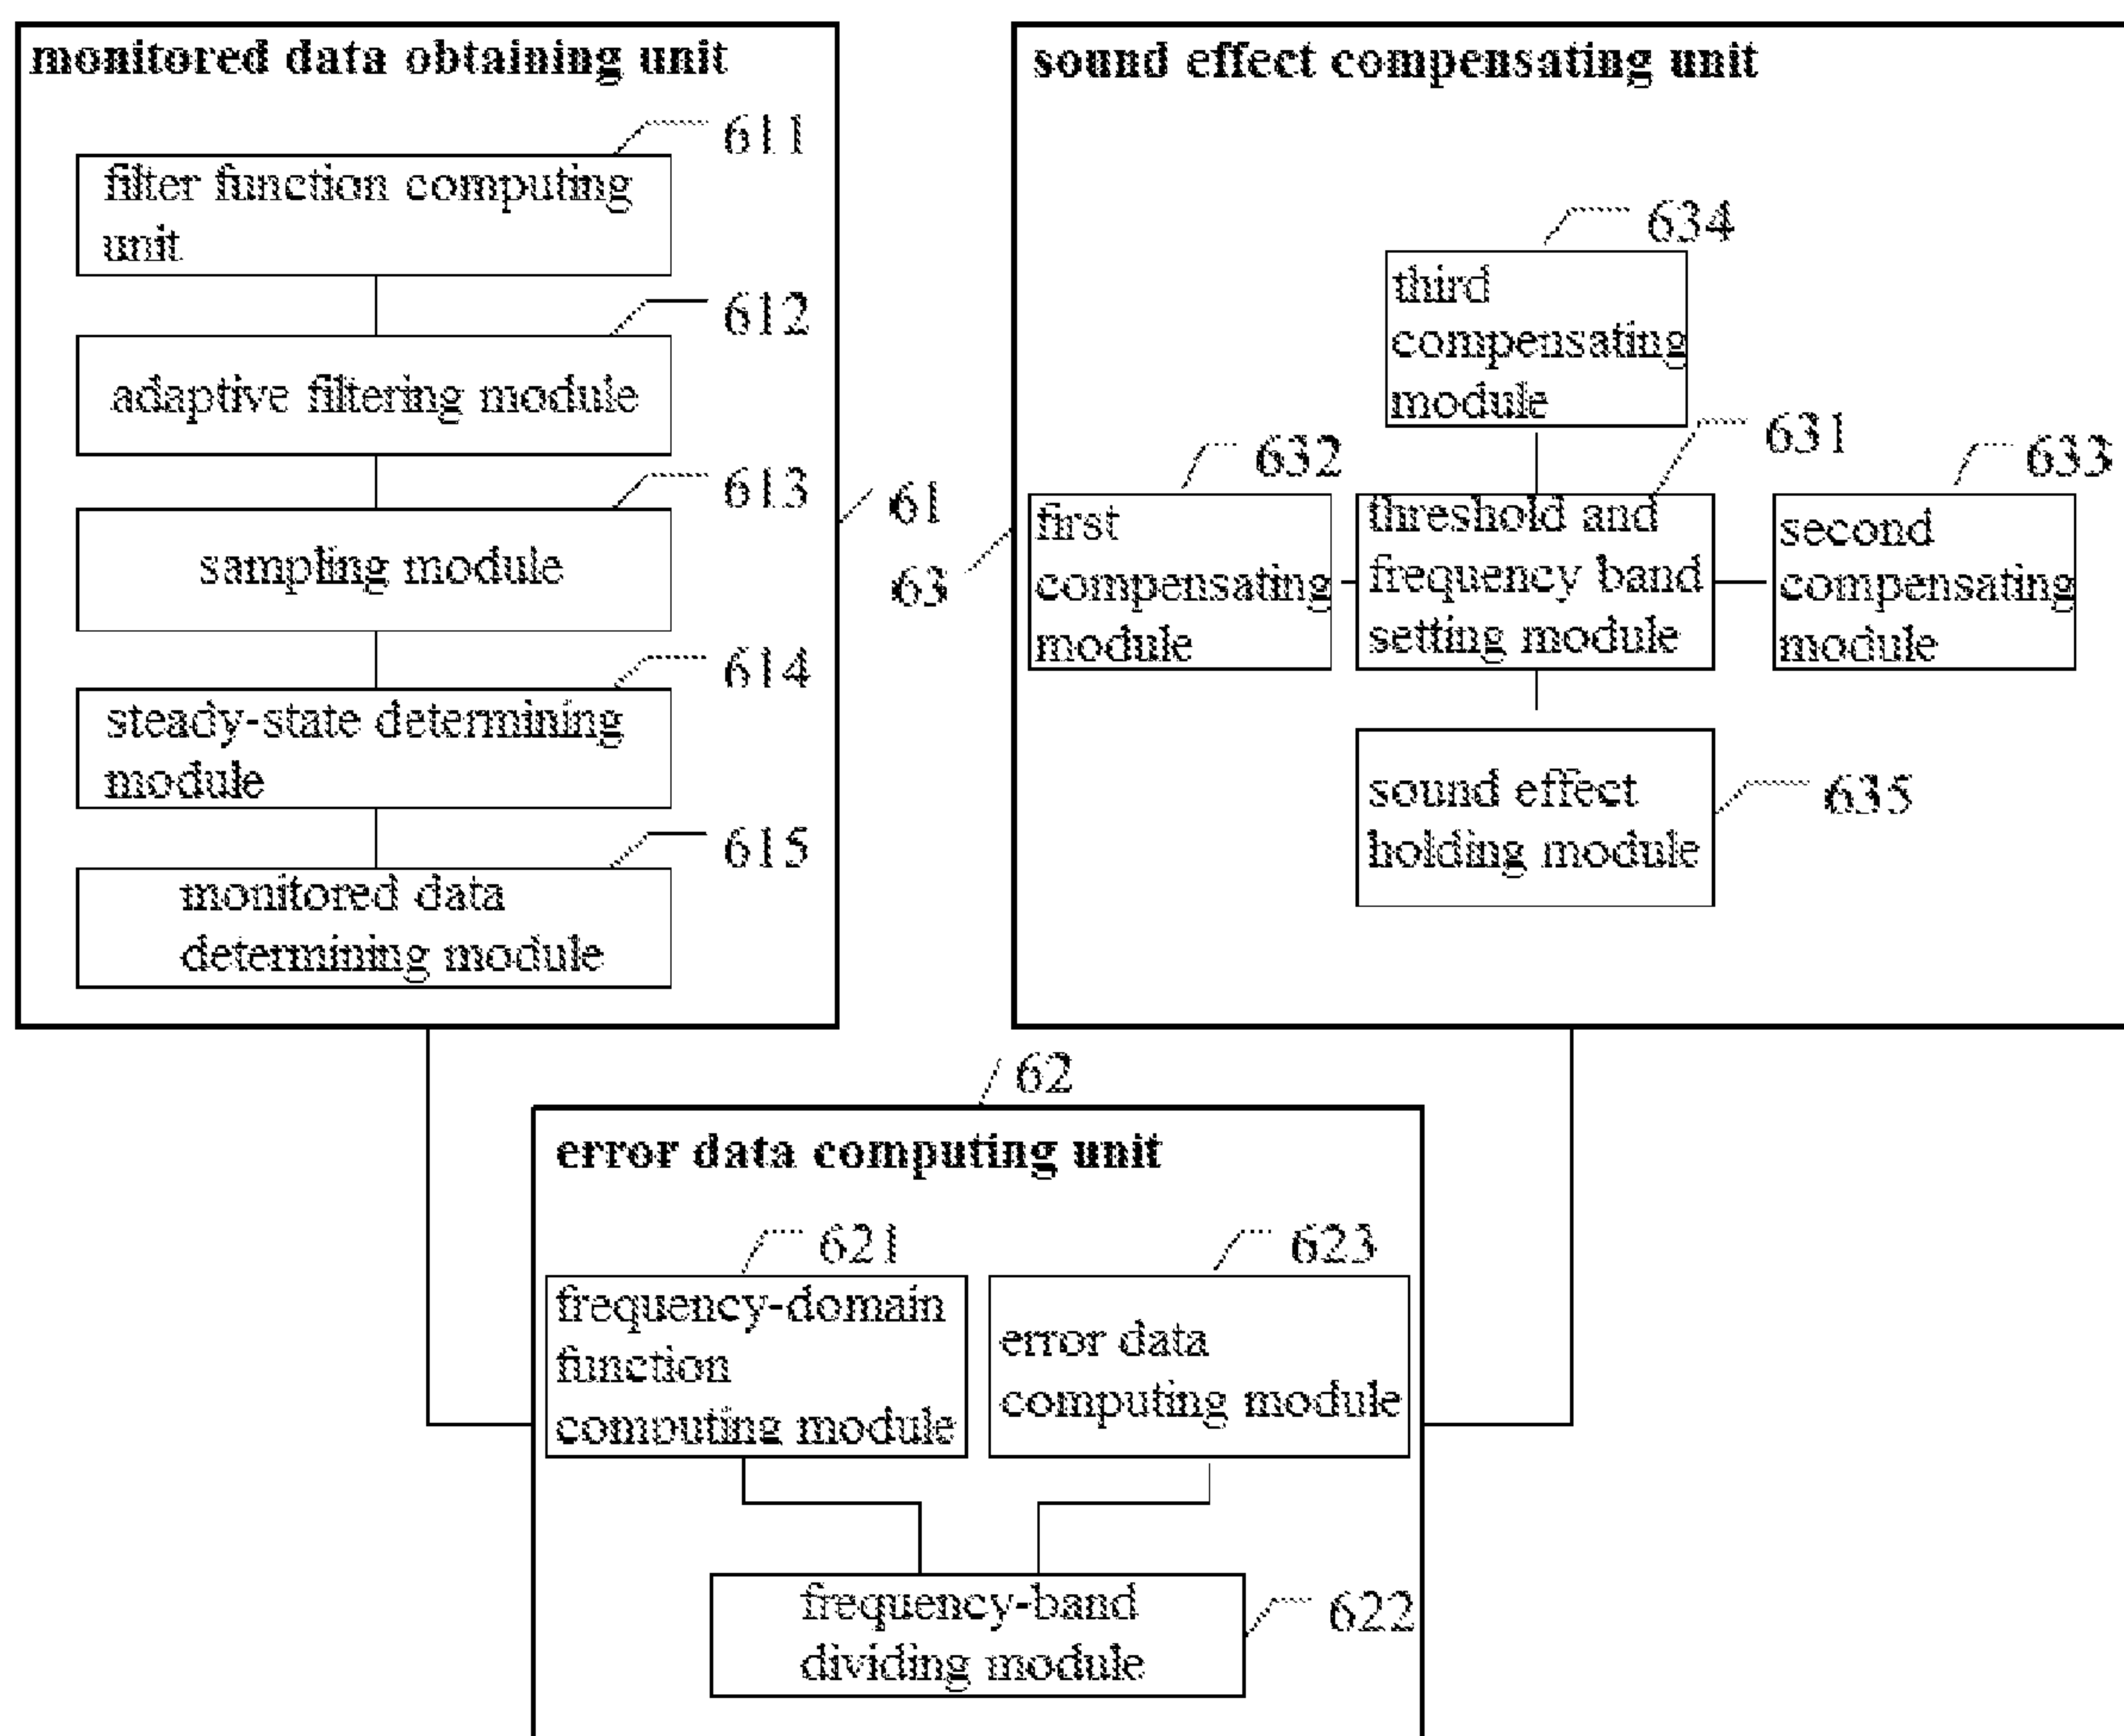 monitored data obtaining unit
611
filter function computing
unit
612
adaptive filtering module
613
sampling module
614
steady-state determining
module
615
monitored data
determining module
61
63
sound effect compensating unit
634
third
compensating
module
632
first
compensating
module
631
threshold and
frequency band
setting module
633
second
compensating
module
sound effect
holding module
635
62
error data computing unit
621
frequency-domain
function
computing module
623
error data
computing module
frequency-band
dividing module
622